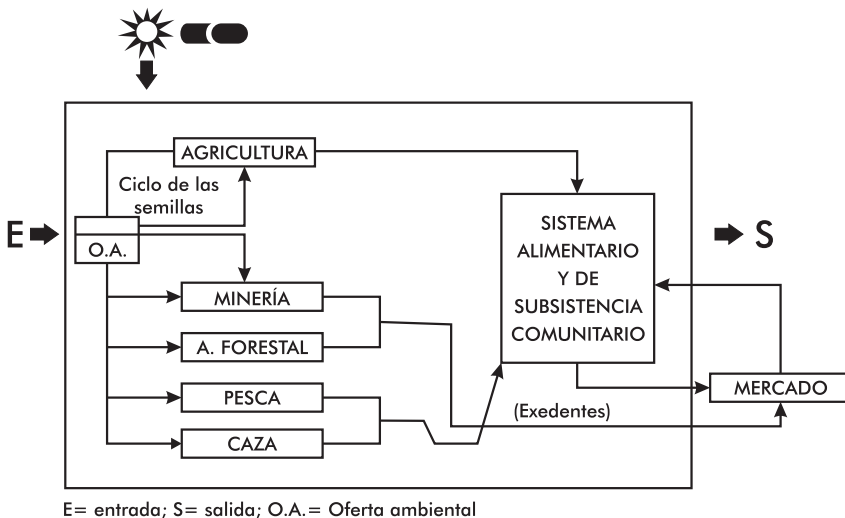 AGRICULTURA
Ciclo de las
semillas
E
O.A.
MINERÍA
A. FORESTAL
PESCA
CAZA
SISTEMA
ALIMENTARIO
Y DE
SUBSISTENCIA
COMUNITARIO
S
MERCADO
(Exedentes)
E= entrada; S= salida; O.A.= Oferta ambiental